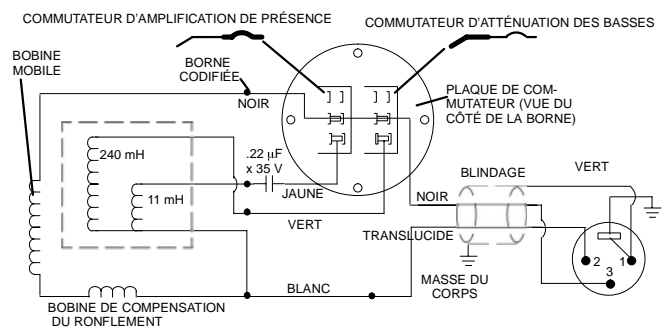 COMMUTATEUR D'AMPLIFICATION DE PRÉSENCE
COMMUTATEUR D'ATTÉNUATION DES BASSES
BOBINE
MOBILE
BORNE
CODIFIÉE
NOIR
PLAQUE DE COM-
MUTATEUR (VUE DU
CÔTÉ DE LA BORNE)
240 mH
11 mH
.22 µF
x 35 V
JAUNE
VERT
BLINDAGE
VERT
NOIR
TRANSLUCIDE
MASSE DU
CORPS
2
1
3
BLANC
BOBINE DE COMPENSATION
DU RONFLEMENT